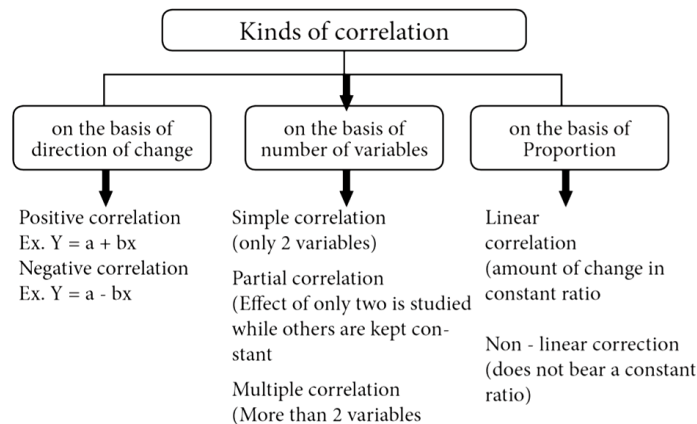 Kinds of correlation
on the basis of
direction of change
Positive correlation
Ex. Y = a + bx
Negative correlation
Ex. Y = a - bx
on the basis of
number of variables
Simple correlation
(only 2 variables)
Partial correlation
(Effect of only two is studied
while others are kept con-
stant
Multiple correlation
(More than 2 variables
on the basis of
Proportion
Linear
correlation
(amount of change in
constant ratio
Non - linear correction
(does not bear a constant
ratio)